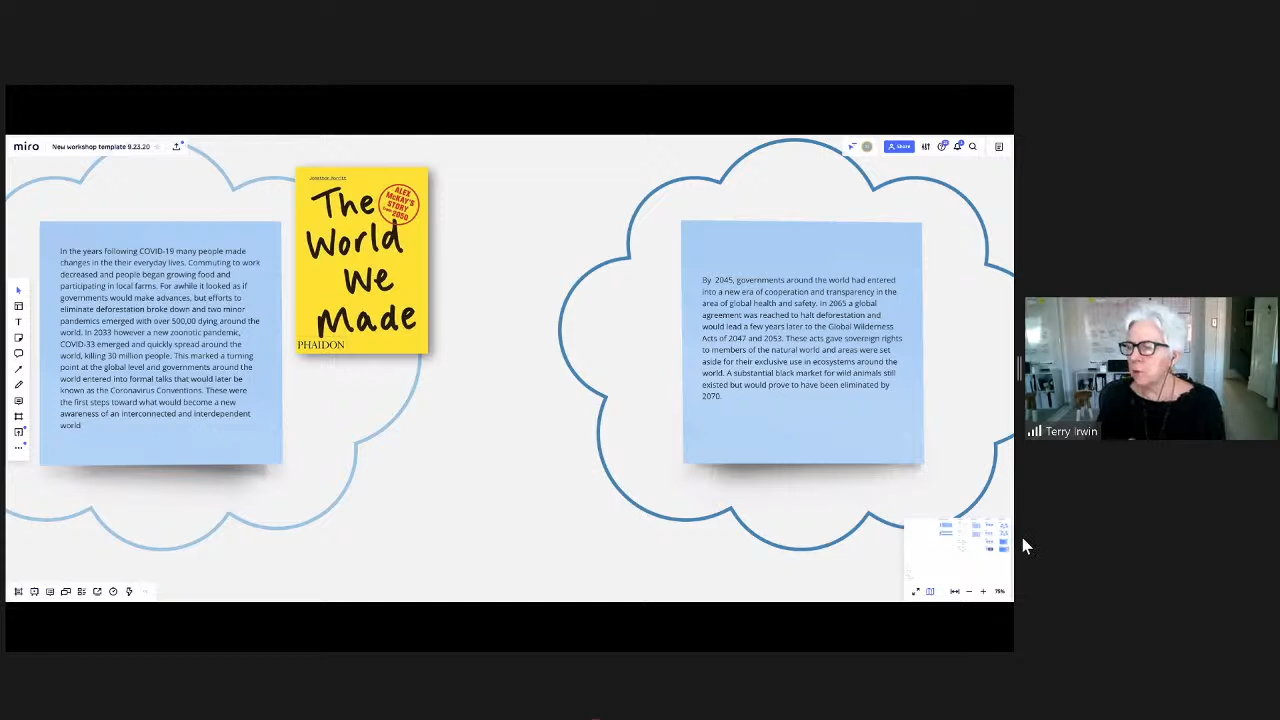 miro
New workshop template 9.23.20
Share
In the years following COVID-19 many people made
changes in the their everyday lives. Commuting to work
decreased and people began growing food and
participating in local farms. For awhile it looked as if
governments would make advances, but efforts to
eliminate deforestation broke down and two minor
pandemics emerged with over 500,00 dying around the
world. In 2033 however a new zoonotic pandemic,
COVID-33 emerged and quickly spread around the
world, killing 30 million people. This marked a turning
point at the global level and governments around the
world entered into formal talks that would later be
known as the Coronavirus Conventions. These were
the first steps toward what would become a new
awareness of an interconnected and interdependent
world
The
World
We
Made
ALEX
McKAY'S
STORY
from 2050
PHAIDON
By 2045, governments around the world had entered
into a new era of cooperation and transparency in the
area of global health and safety. In 2065 a global
agreement was reached to halt deforestation and
would lead a few years later to the Global Wilderness
Acts of 2047 and 2053. These acts gave sovereign rights
to members of the natural world and areas were set
aside for their exclusive use in ecosystems around the
world. A substantial black market for wild animals still
existed but would prove to have been eliminated by
2070.
Terry Irwin
75%